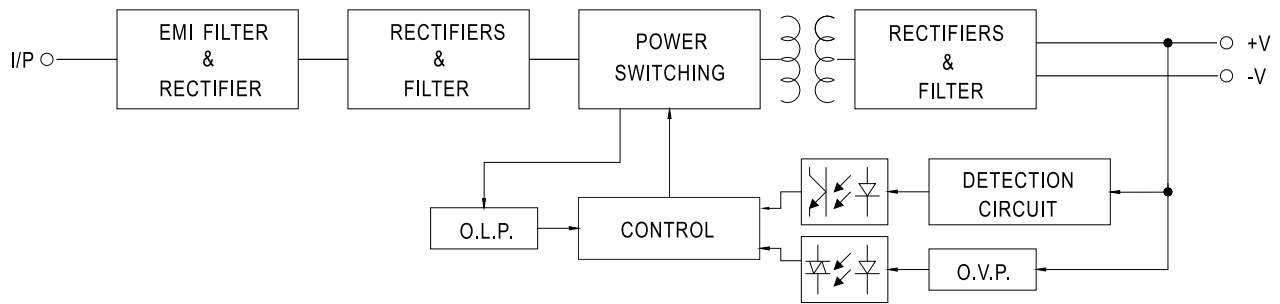 I/P
EMI FILTER
&
RECTIFIER
RECTIFIERS
&
FILTER
POWER
SWITCHING
RECTIFIERS
&
FILTER
+V
-V
DETECTION
CIRCUIT
O.L.P.
CONTROL
O.V.P.